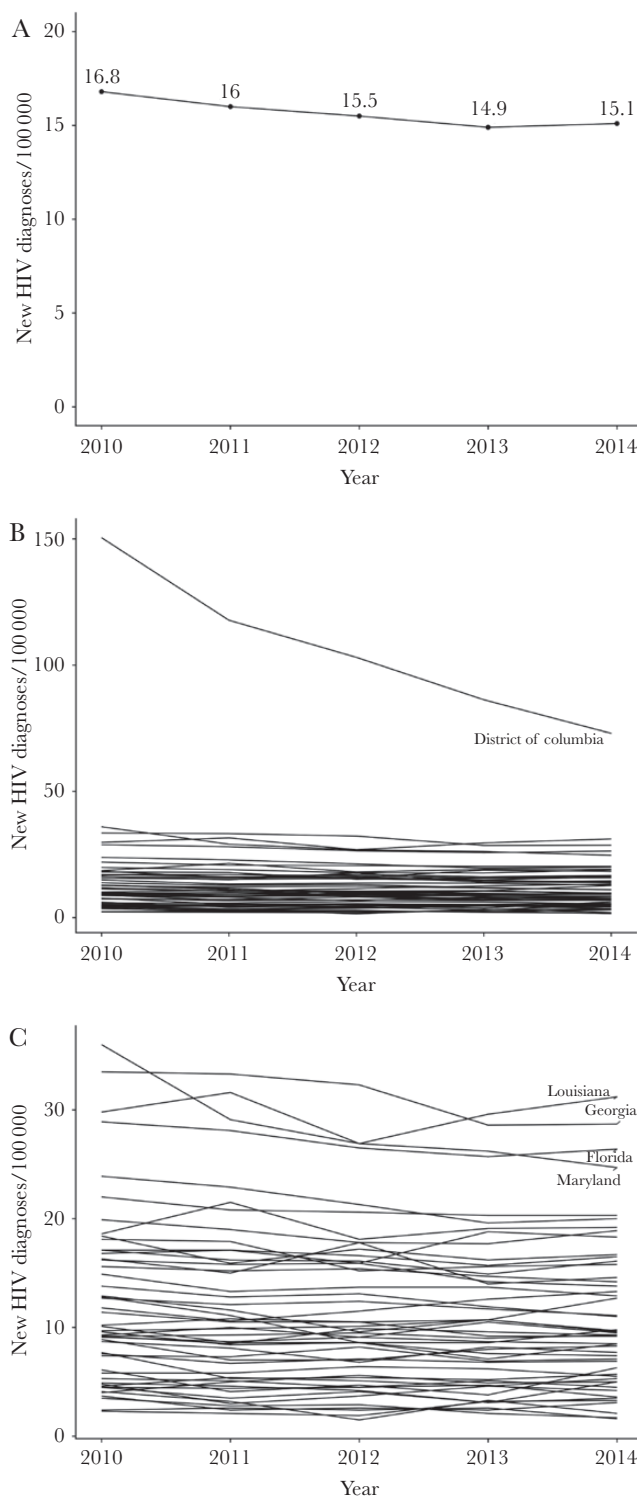 A
20
15
10
5
0
New HIV diagnoses/100 000
16.8
16
15.5
14.9
15.1
2010
2011
2012
2013
2014
Year
B
150
100
50
0
New HIV diagnoses/100 000
District of columbia
2010
2011
2012
2013
2014
Year
C
30
20
10
0
New HIV diagnoses/100 000
Louisiana
Georgia
Florida
Maryland
2010
2011
2012
2013
2014
Year